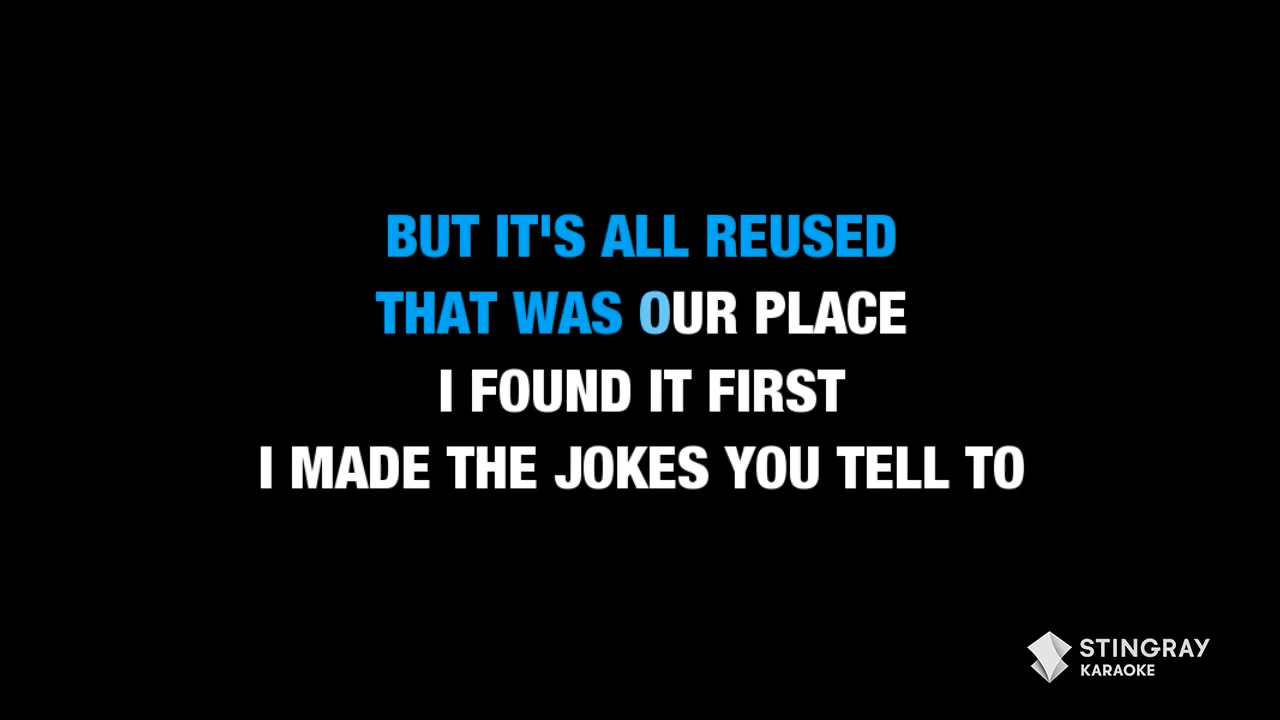 BUT IT'S ALL REUSED
THAT WAS OUR PLACE
I FOUND IT FIRST
I MADE THE JOKES YOU TELL TO
STINGRAY
KARAOKE